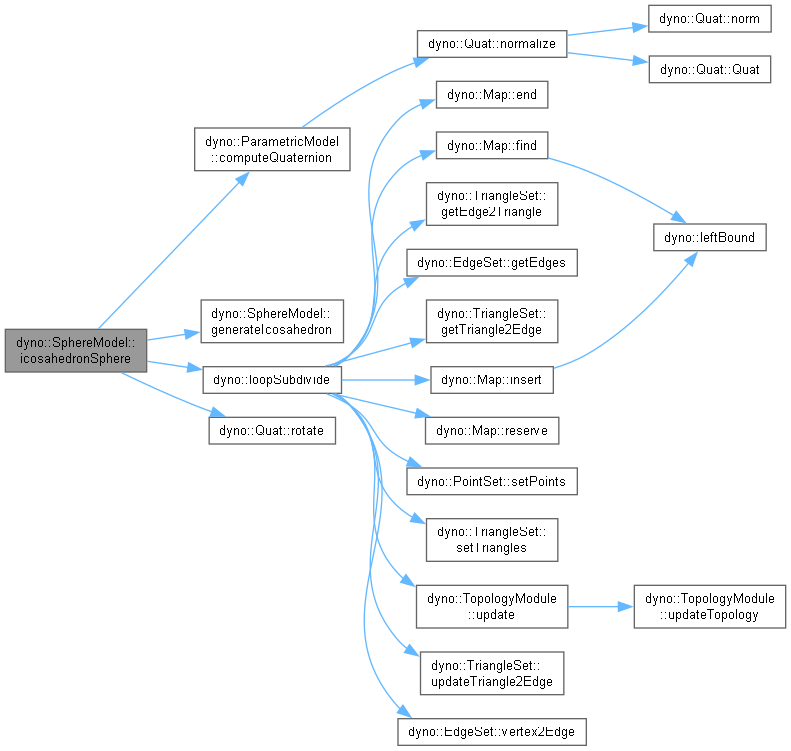 dyno::SphereModel::
icosahedronSphere
dyno::ParametricModel
::computeQuaternion
dyno::SphereModel::
generateIcosahedron
dyno::loopSubdivide
dyno::Quat::rotate
dyno::Quat::normalize
dyno::Map::end
dyno::Map::find
dyno::TriangleSet::
getEdge2Triangle
dyno::EdgeSet::getEdges
dyno::TriangleSet::
getTriangle2Edge
dyno::Map::insert
dyno::Map::reserve
dyno::PointSet::setPoints
dyno::TriangleSet::
setTriangles
dyno::TopologyModule
::update
dyno::TriangleSet::
updateTriangle2Edge
dyno::EdgeSet::vertex2Edge
dyno::Quat::norm
dyno::Quat::Quat
dyno::leftBound
dyno::TopologyModule
::updateTopology